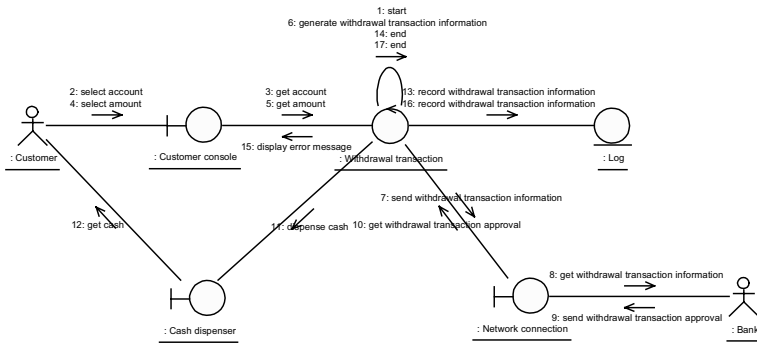 1: start
6: generate withdrawal transaction information
14: end
17: end
2: select account
4: select amount
3: get account
5: get amount
13: record withdrawal transaction information
16: record withdrawal transaction information
15: display error message
: Customer
: Customer console
: Withdrawal transaction
: Log
7: send withdrawal transaction information
12: get cash
11: dispense cash
10: get withdrawal transaction approval
8: get withdrawal transaction information
9: send withdrawal transaction approval
: Cash dispenser
: Network connection
: Bank